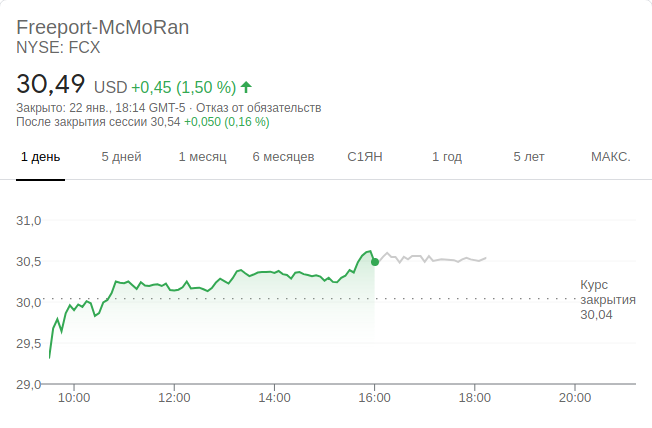 Freeport-McMoRan
NYSE: FCX
30,49 USD +0,45 (1,50 %)
Закрыто: 22 янв., 18:14 GMT-5 · Отказ от обязательств
После закрытия сессии 30,54 +0,050 (0,16 %)
1 день 5 дней 1 месяц 6 месяцев С1ЯН 1 год 5 лет МАКС.
31,0
30,5
30,0
29,5
29,0
Курс
закрытия
30,04
10:00 12:00 14:00 16:00 18:00 20:00